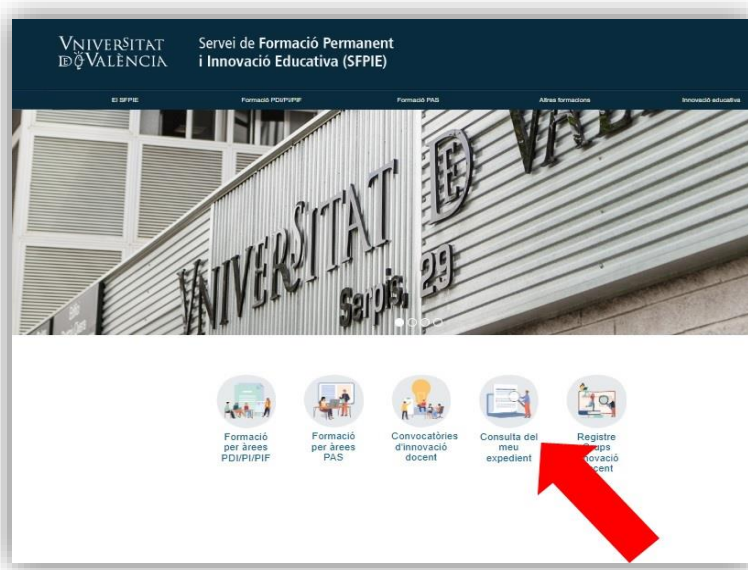 VNIVERSITAT
D VALÈNCIA
Servei de Formació Permanent
i Innovació Educativa (SFPIE)
El SFPIE
Formació PDI/PI/PIF
Formació PAS
Altres formacions
Innovació educativa
VNIVERSITAT D VALÈ
Serpis, 29
Formació
per àrees
PDI/PI/PIF
Formació
per àrees
PAS
Convocatòries
d'innovació
docent
Consulta del
meu
expedient
Registre